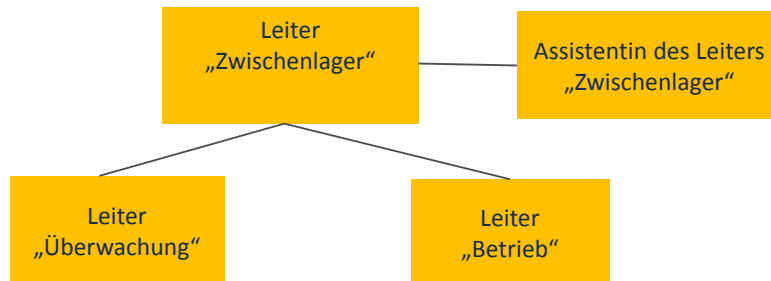 Leiter
„Zwischenlager“
Assistentin des Leiters
„Zwischenlager“
Leiter
„Überwachung“
Leiter
„Betrieb“